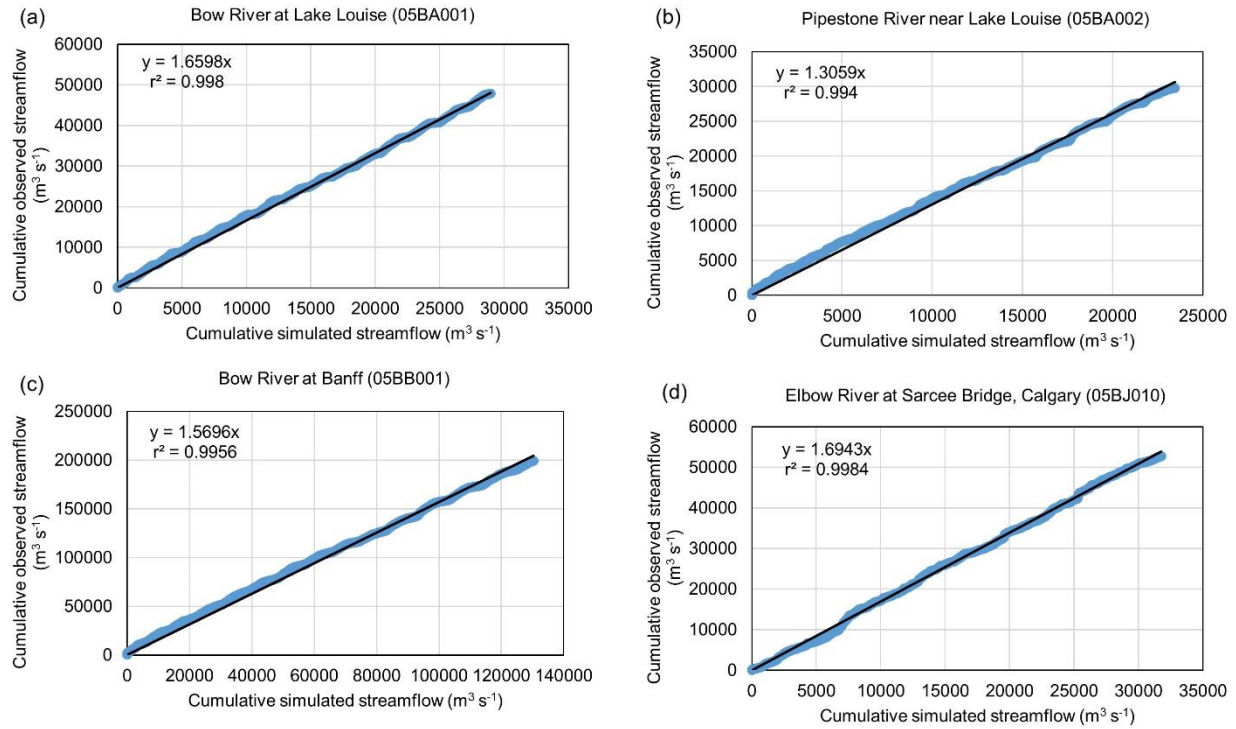 (a)
Bow River at Lake Louise (05BA001)
60000
50000
40000
30000
20000
10000
0
y = 1.6598x
r² = 0.998
Cumulative observed streamflow
(m³ s⁻¹)
0 5000 10000 15000 20000 25000 30000 35000
Cumulative simulated streamflow (m³ s⁻¹)
(b)
Pipestone River near Lake Louise (05BA002)
35000
30000
25000
20000
15000
10000
5000
0
y = 1.3059x
r² = 0.994
Cumulative observed streamflow
(m³ s⁻¹)
0 5000 10000 15000 20000 25000
Cumulative simulated streamflow (m³ s⁻¹)
(c)
Bow River at Banff (05BB001)
250000
200000
150000
100000
50000
0
y = 1.5696x
r² = 0.9956
Cumulative observed streamflow
(m³ s⁻¹)
0 20000 40000 60000 80000 100000 120000 140000
Cumulative simulated streamflow (m³ s⁻¹)
(d)
Elbow River at Sarcee Bridge, Calgary (05BJ010)
60000
50000
40000
30000
20000
10000
0
y = 1.6943x
r² = 0.9984
Cumulative observed streamflow
(m³ s⁻¹)
0 5000 10000 15000 20000 25000 30000 35000
Cumulative simulated streamflow (m³ s⁻¹)